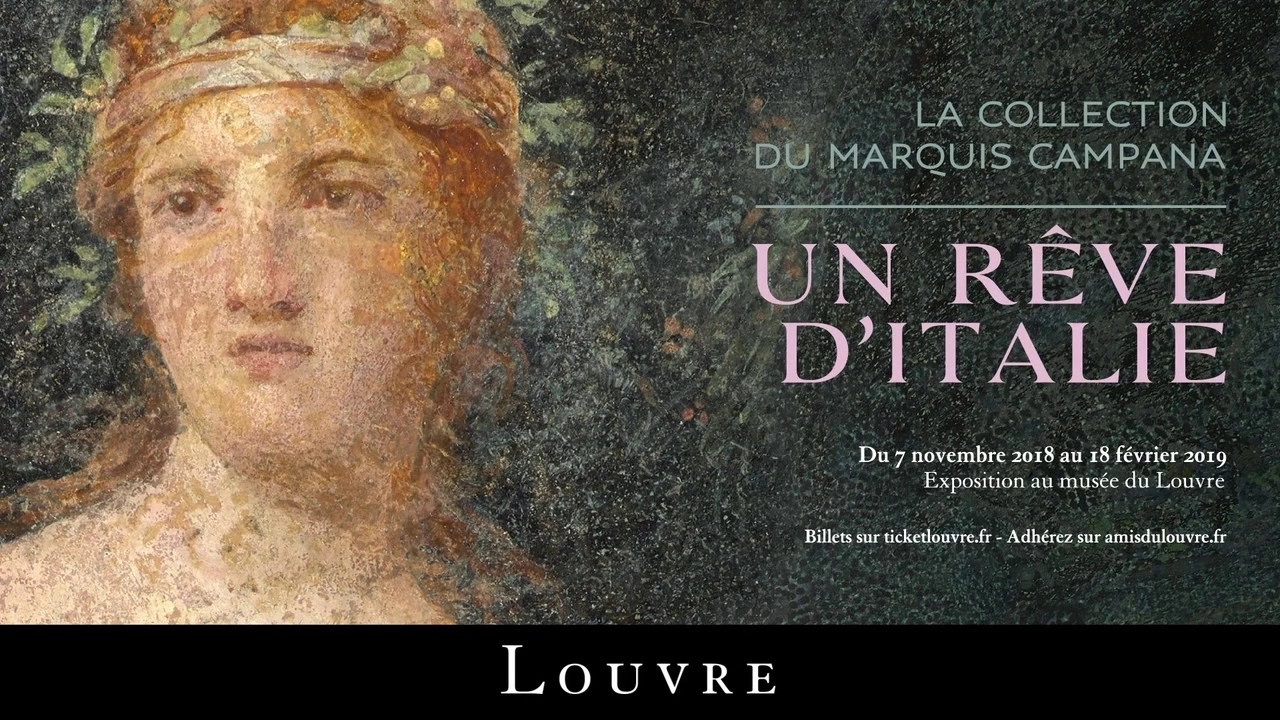 LA COLLECTION
DU MARQUIS CAMPANA
UN RÊVE
D’ITALIE
Du 7 novembre 2018 au 18 février 2019
Exposition au musée du Louvre
Billets sur ticketlouvre.fr - Adhérez sur amisdulouvre.fr
LOUVRE